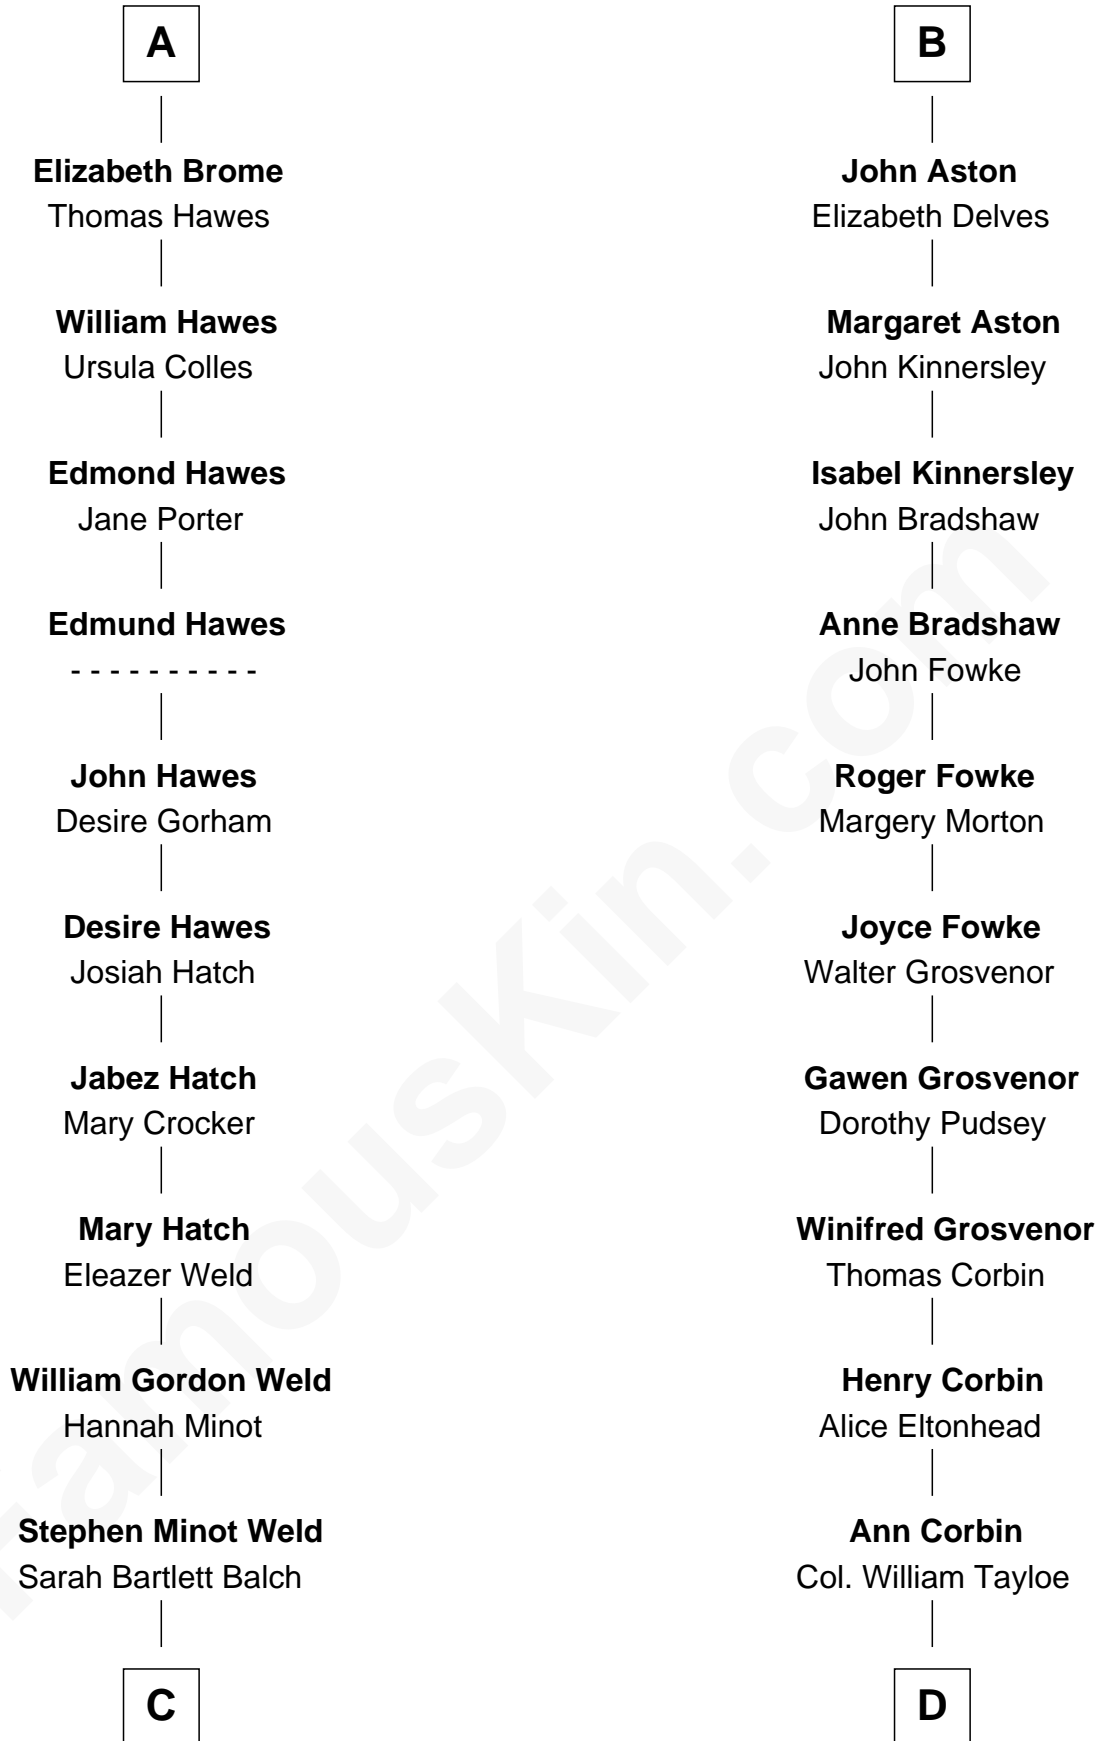 A
Elizabeth Brome
Thomas Hawes
William Hawes
Ursula Colles
Edmond Hawes
Jane Porter
Edmund Hawes
- - - - - - - - - -
John Hawes
Desire Gorham
Desire Hawes
Josiah Hatch
Jabez Hatch
Mary Crocker
Mary Hatch
Eleazer Weld
William Gordon Weld
Hannah Minot
Stephen Minot Weld
Sarah Bartlett Balch
C
B
John Aston
Elizabeth Delves
Margaret Aston
John Kinnersley
Isabel Kinnersley
John Bradshaw
Anne Bradshaw
John Fowke
Roger Fowke
Margery Morton
Joyce Fowke
Walter Grosvenor
Gawen Grosvenor
Dorothy Pudsey
Winifred Grosvenor
Thomas Corbin
Henry Corbin
Alice Eltonhead
Ann Corbin
Col. William Tayloe
D
FamousKin.com